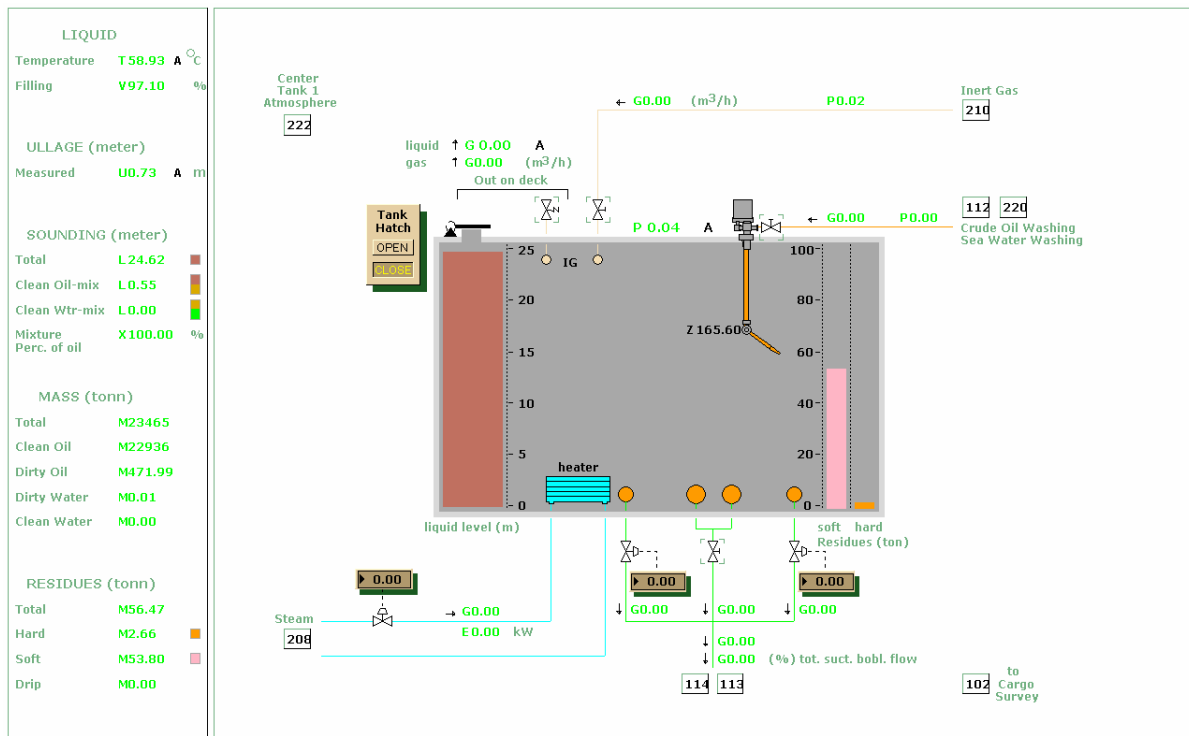 LIQUID
Temperature T58.93 A °C
Filling V97.10 %
ULLAGE (meter)
Measured U0.73 A m
SOUNDING (meter)
Total L24.62
Clean Oil-mix L0.55
Clean Wtr-mix L0.00
Mixture X100.00 %
Perc. of oil
MASS (tonn)
Total M23465
Clean Oil M22936
Dirty Oil M471.99
Dirty Water M0.01
Clean Water M0.00
RESIDUES (tonn)
Total M56.47
Hard M2.66
Soft M53.80
Drip M0.00
Center
Tank 1
Atmosphere
222
G0.00 (m3/h) P0.02
Inert Gas
210
liquid G0.00 A
gas G0.00 (m3/h)
Out on deck
Tank
Hatch
OPEN
CLOSE
P 0.04 A
G0.00 P0.00
112 220
Crude Oil Washing
Sea Water Washing
IG
Z165.60
25
20
15
10
5
0
100
80
60
40
20
0
heater
liquid level (m)
soft hard
Residues (ton)
0.00
0.00
0.00
Steam
208
G0.00
E0.00 kW
G0.00
G0.00
G0.00
G0.00
G0.00 (%) tot. suct. bobl. flow
114 113
102
to
Cargo
Survey